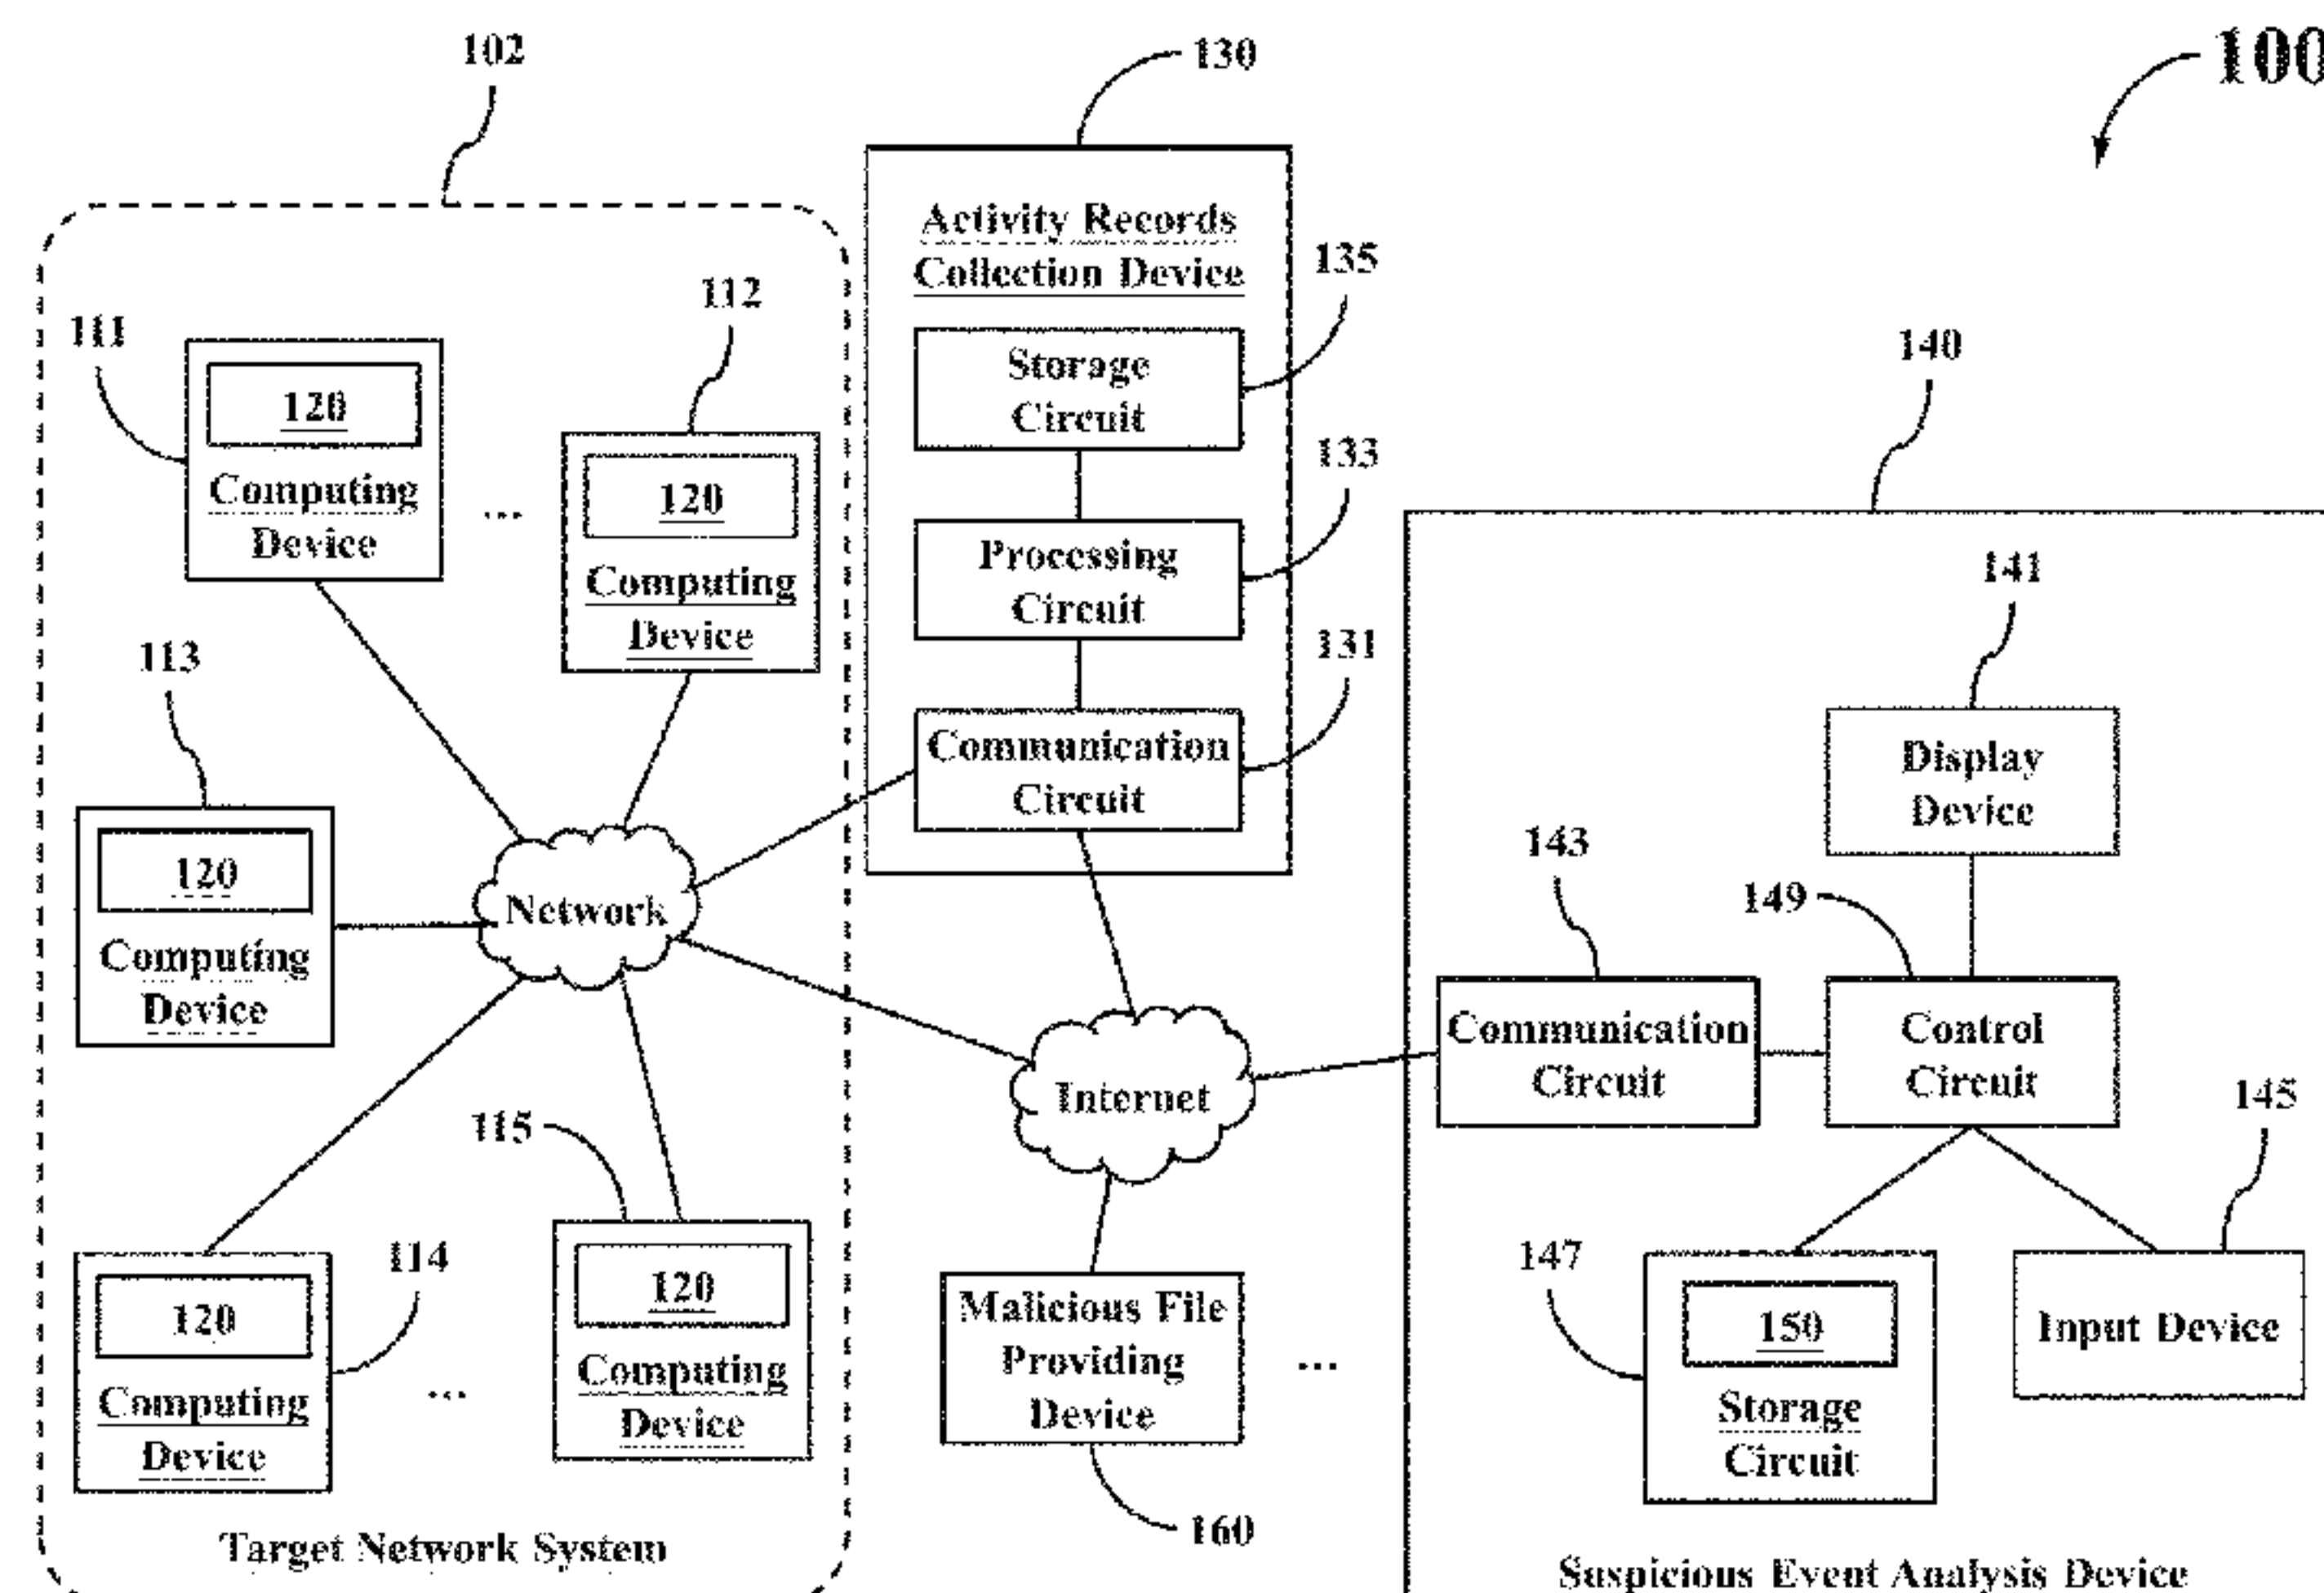 102
130
100
Activity Records
Collection Device
135
112
111
Storage
Circuit
140
120
Computing
Device
...
120
Computing
Device
133
Processing
Circuit
141
113
131
Communication
Circuit
Display
Device
120
Computing
Device
Network
143
149
Communication
Circuit
Control
Circuit
Internet
115
145
114
120
Computing
Device
...
120
Computing
Device
Malicious File
Providing
Device
...
147
150
Storage
Circuit
Input Device
160
Target Network System
Suspicious Event Analysis Device